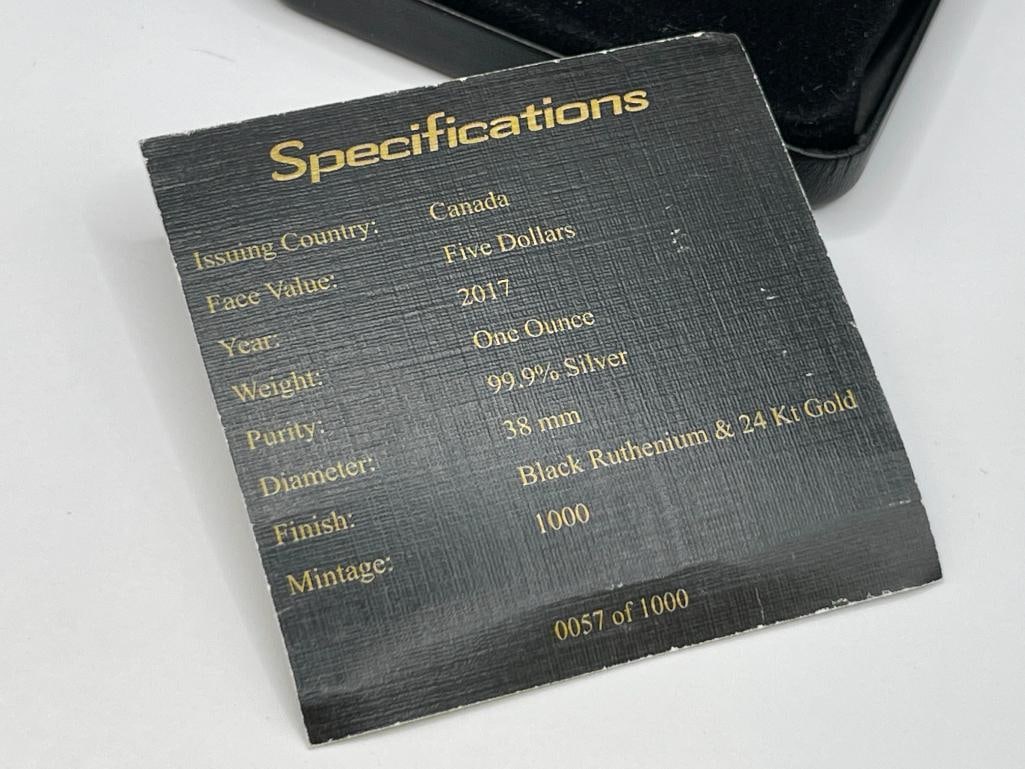 Specifications
Issuing Country: Canada
Face Value: Five Dollars
Year: 2017
Weight: One Ounce
Purity: 99.9% Silver
Diameter: 38 mm
Finish: Black Ruthenium & 24 Kt Gold
Mintage: 1000
0057 of 1000